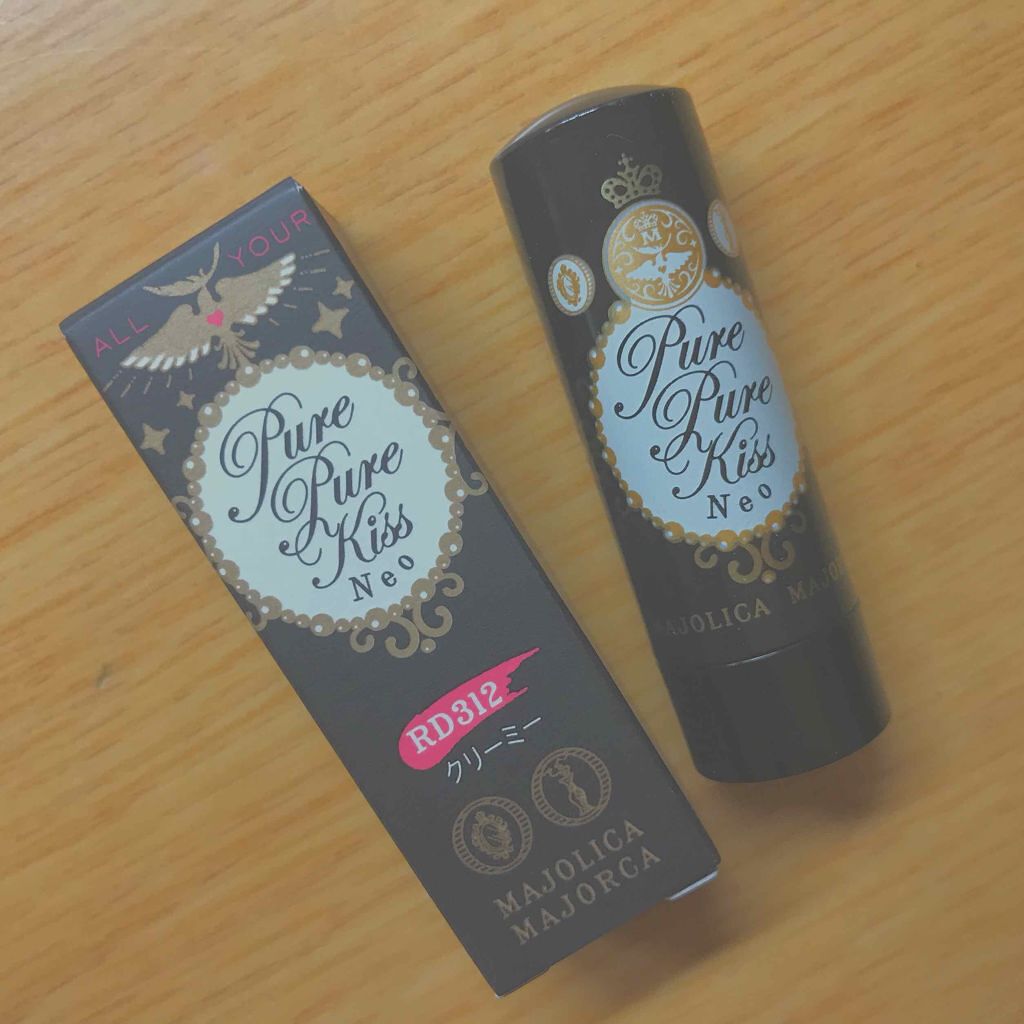 ALL YOUR
Pure
Pure
Kiss
Neo
RD312
クリーミー
MAJOLICA
MAJORCA
M
Pure
Pure
Kiss
Neo
MAJOLICA